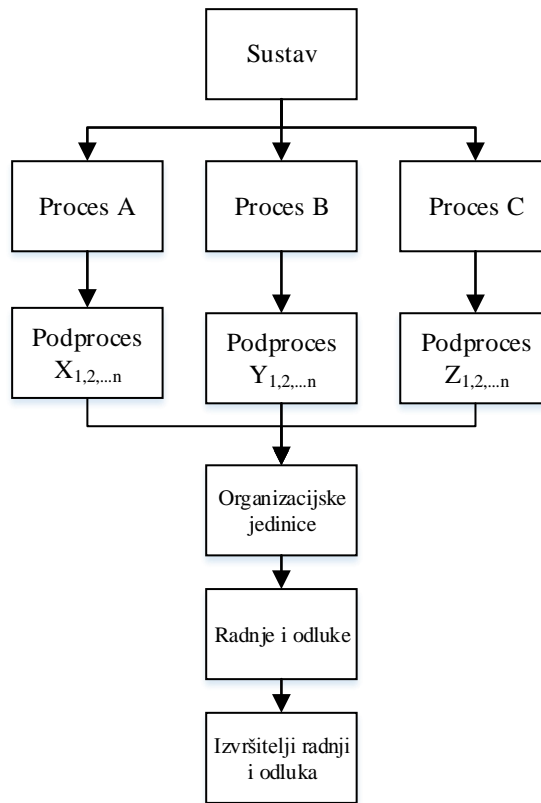 Sustav
Proces A
Proces B
Proces C
Podproces
X1,2,...n
Podproces
Y1,2,...n
Podproces
Z1,2,...n
Organizacijske
jedinice
Radnje i odluke
Izvršitelji radnji
i odluka